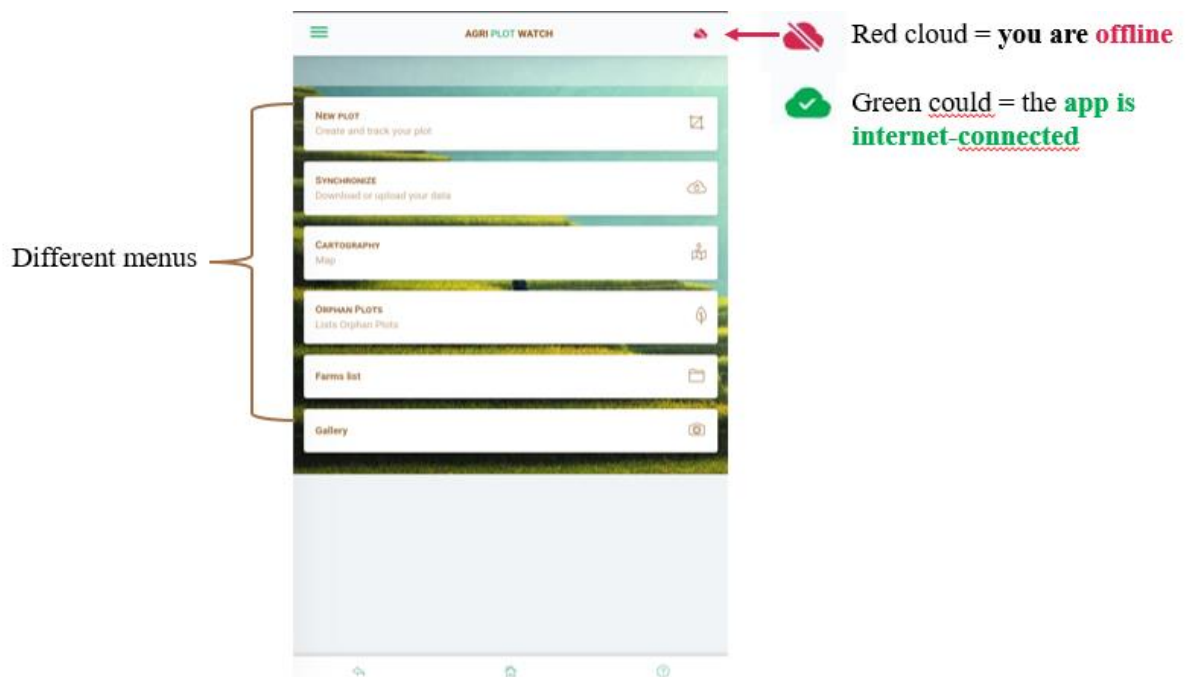 AGRI PLOT WATCH
Red cloud = you are offline
Green could = the app is
internet-connected
Different menus
NEW PLOT
Create and track your plot
SYNCHRONIZE
Download or upload your data
CARTOGRAPHY
Map
ORPHAN PLOTS
Lists Orphan Plots
Farms list
Gallery